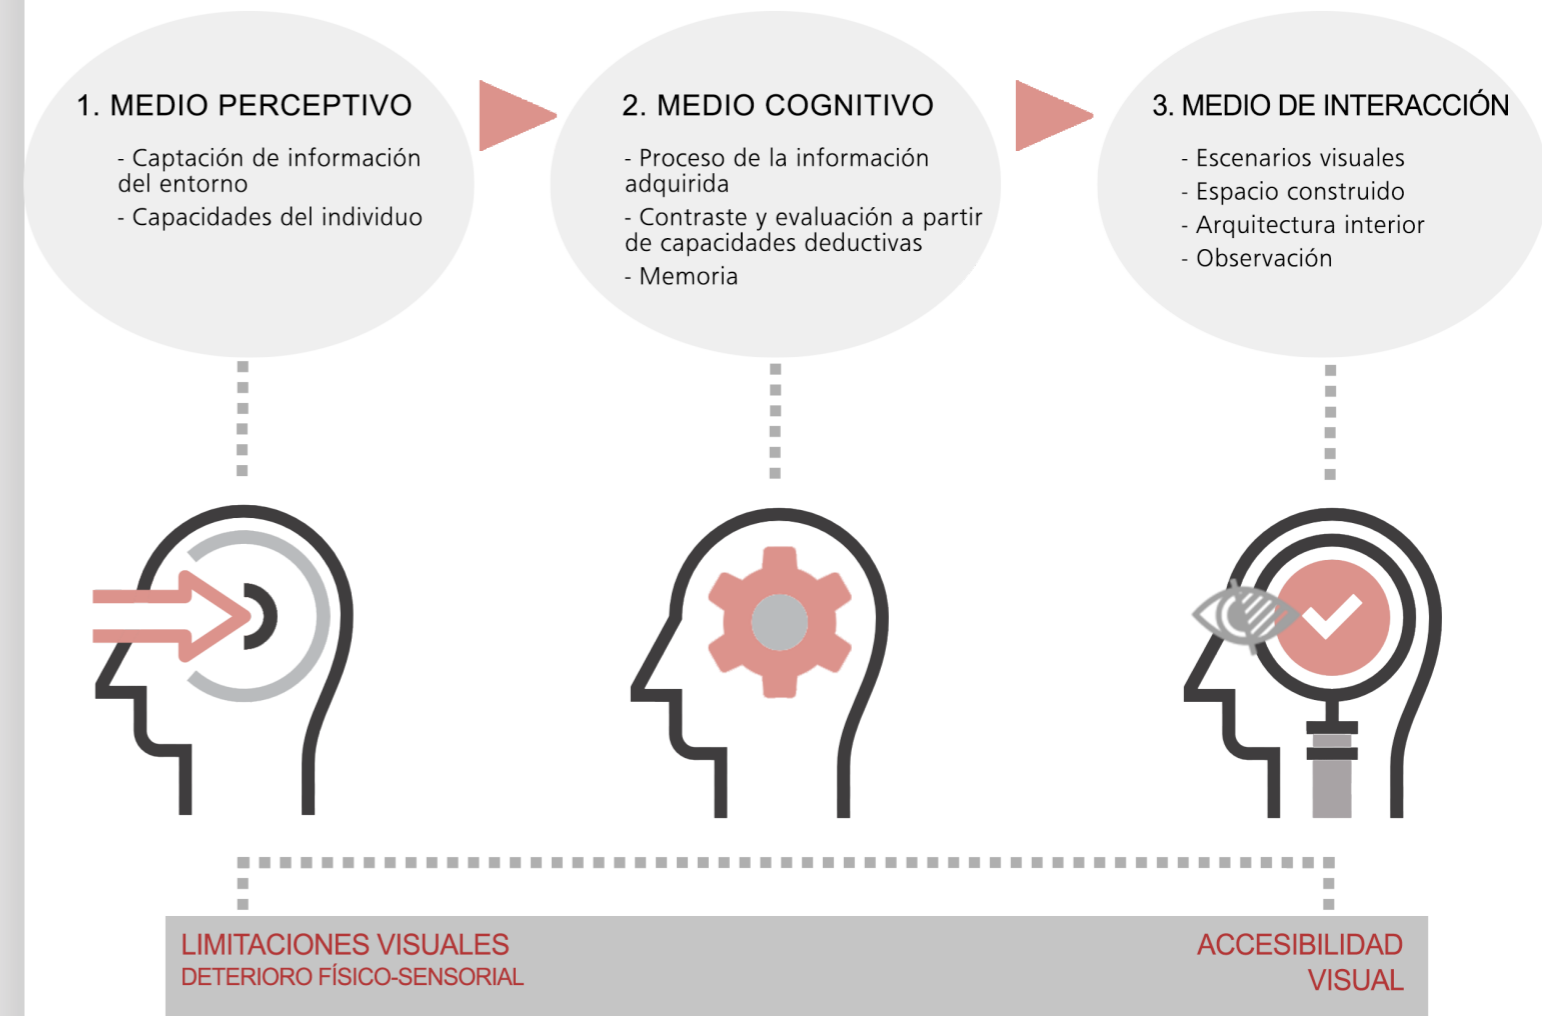 1. MEDIO PERCEPTIVO
- Captación de información
del entorno
- Capacidades del individuo
2. MEDIO COGNITIVO
- Proceso de la información
adquirida
- Contraste y evaluación a partir
de capacidades deductivas
- Memoria
3. MEDIO DE INTERACCIÓN
- Escenarios visuales
- Espacio construido
- Arquitectura interior
- Observación
LIMITACIONES VISUALES
DETERIORO FÍSICO-SENSORIAL
ACCESIBILIDAD
VISUAL